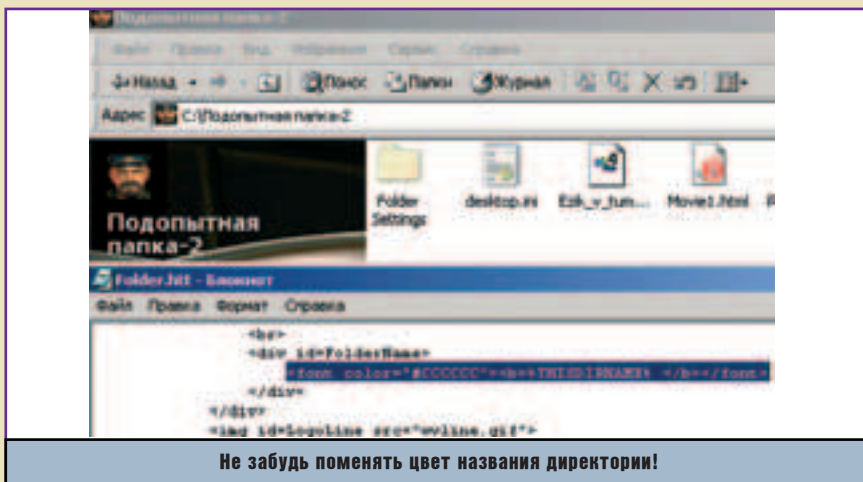 Подопытная папка-2
Файл Правка Вид Избранное Сервис Справка
Назад Поиск Папки Журнал
Адрес C:\Подопытная папка-2
Подопытная
папка-2
Folder
Settings
desktop.ini
Ezik_v_tum...
Movie1.html
Folder.htt - Блокнот
Файл Правка Формат Справка
<br>
<div id=FolderName>
<font color="#CCCCCC"><b>%THISDIRNAME% </b></font>
</div>
</div>
<img id=logoline src="wvline.gif">
Не забудь поменять цвет названия директории!